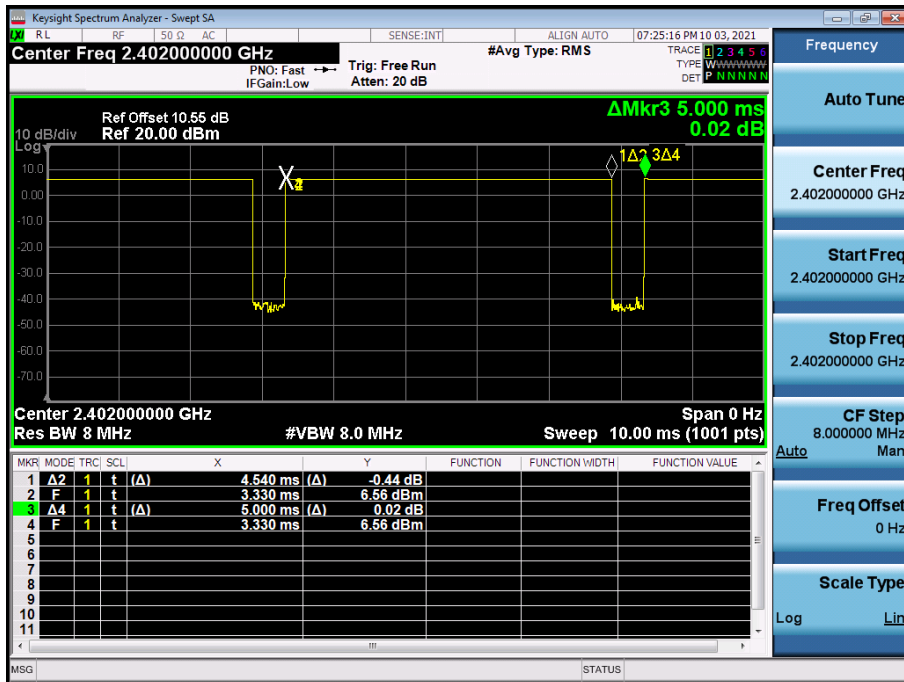 Keysight Spectrum Analyzer - Swept SA
LXI RL RF 50 Ω AC SENSE:INT ALIGN AUTO 07:25:16 PM 10 03, 2021
Center Freq 2.402000000 GHz
PNO: Fast
IFGain:Low
Trig: Free Run
Atten: 20 dB
#Avg Type: RMS
TRACE 1 2 3 4 5 6
TYPE WWWWWW
DET P N N N N N
ΔMkr3 5.000 ms
0.02 dB
Ref Offset 10.55 dB
10 dB/div Ref 20.00 dBm
Log
1Δ2 3Δ4
10.0
0.00
-10.0
-20.0
-30.0
-40.0
-50.0
-60.0
-70.0
Center 2.402000000 GHz Span 0 Hz
Res BW 8 MHz #VBW 8.0 MHz Sweep 10.00 ms (1001 pts)
MKR MODE TRC SCL X Y FUNCTION FUNCTION WIDTH FUNCTION VALUE
1 Δ2 1 t (Δ) 4.540 ms (Δ) -0.44 dB
2 F 1 t 3.330 ms 6.56 dBm
3 Δ4 1 t (Δ) 5.000 ms (Δ) 0.02 dB
4 F 1 t 3.330 ms 6.56 dBm
5
6
7
8
9
10
11
MSG STATUS
Frequency
Auto Tune
Center Freq
2.402000000 GHz
Start Freq
2.402000000 GHz
Stop Freq
2.402000000 GHz
CF Step
8.000000 MHz
Auto Man
Freq Offset
0 Hz
Scale Type
Log Lin